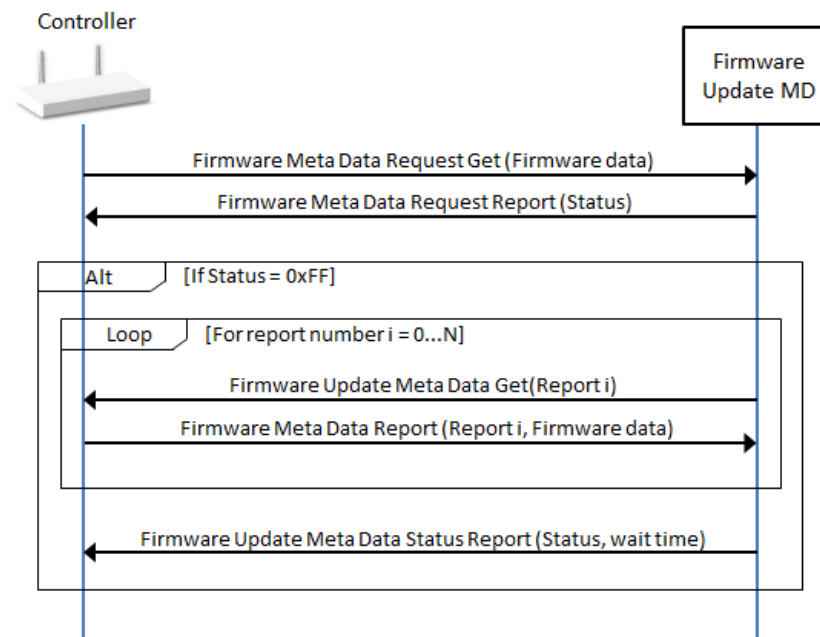 Controller
Firmware
Update MD
Firmware Meta Data Request Get (Firmware data)
Firmware Meta Data Request Report (Status)
Alt
[If Status = 0xFF]
Loop
[For report number i = 0...N]
Firmware Update Meta Data Get(Report i)
Firmware Meta Data Report (Report i, Firmware data)
Firmware Update Meta Data Status Report (Status, wait time)